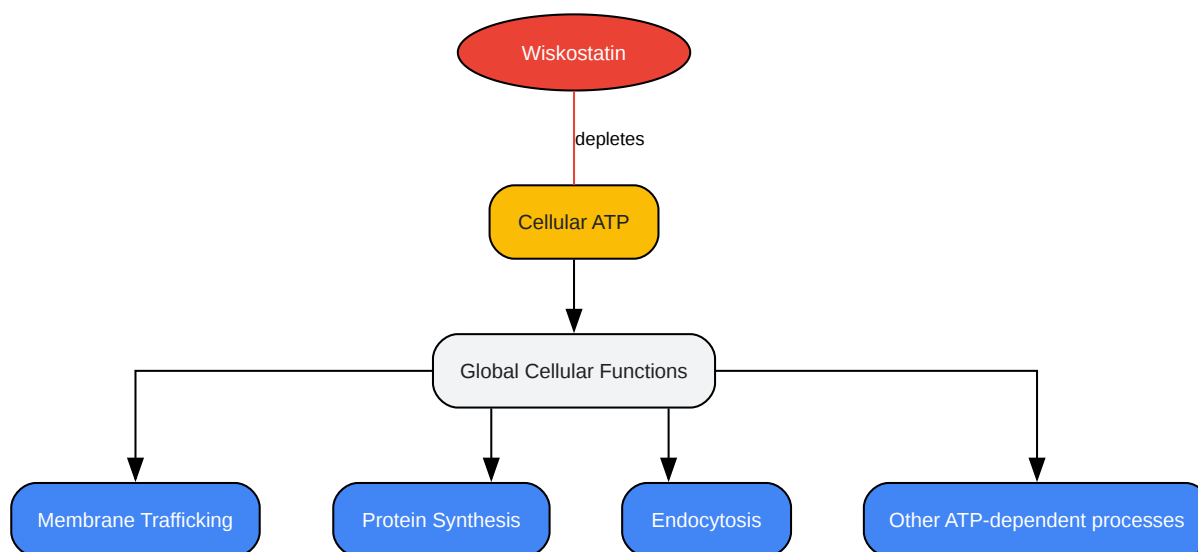 Wiskostatin
depletes
Cellular ATP
Global Cellular Functions
Membrane Trafficking
Protein Synthesis
Endocytosis
Other ATP-dependent processes